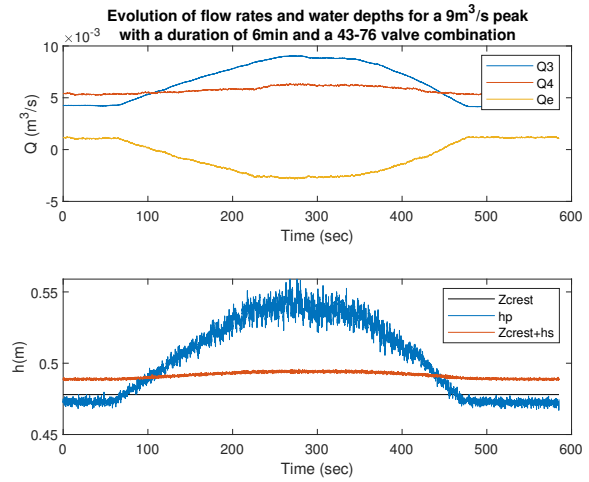 Evolution of flow rates and water depths for a 9m³/s peak
with a duration of 6min and a 43-76 valve combination
×10⁻³
10
5
0
-5
Q (m³/s)
Q3
Q4
Qe
0 100 200 300 400 500 600
Time (sec)
0.55
0.5
0.45
h(m)
Zcrest
hp
Zcrest+hs
0 100 200 300 400 500 600
Time (sec)